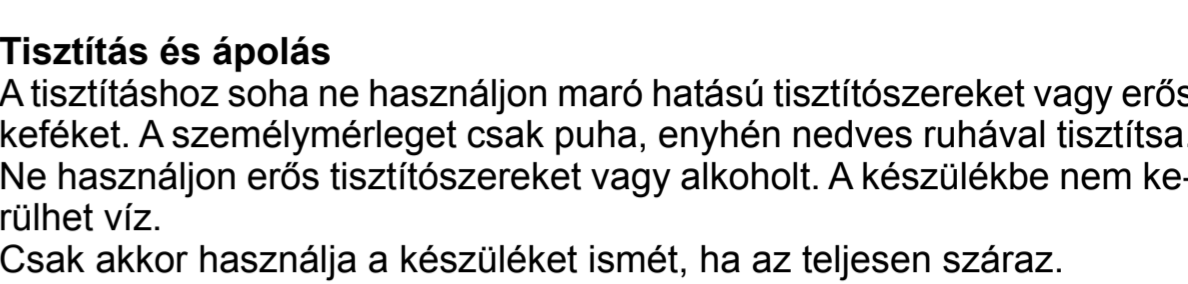 Tisztítás és ápolás
A tisztításhoz soha ne használjon maró hatású tisztítószereket vagy erős
keféket. A személymérleget csak puha, enyhén nedves ruhával tisztítsa.
Ne használjon erős tisztítószereket vagy alkoholt. A készülékbe nem ke-
rülhet víz.
Csak akkor használja a készüléket ismét, ha az teljesen száraz.